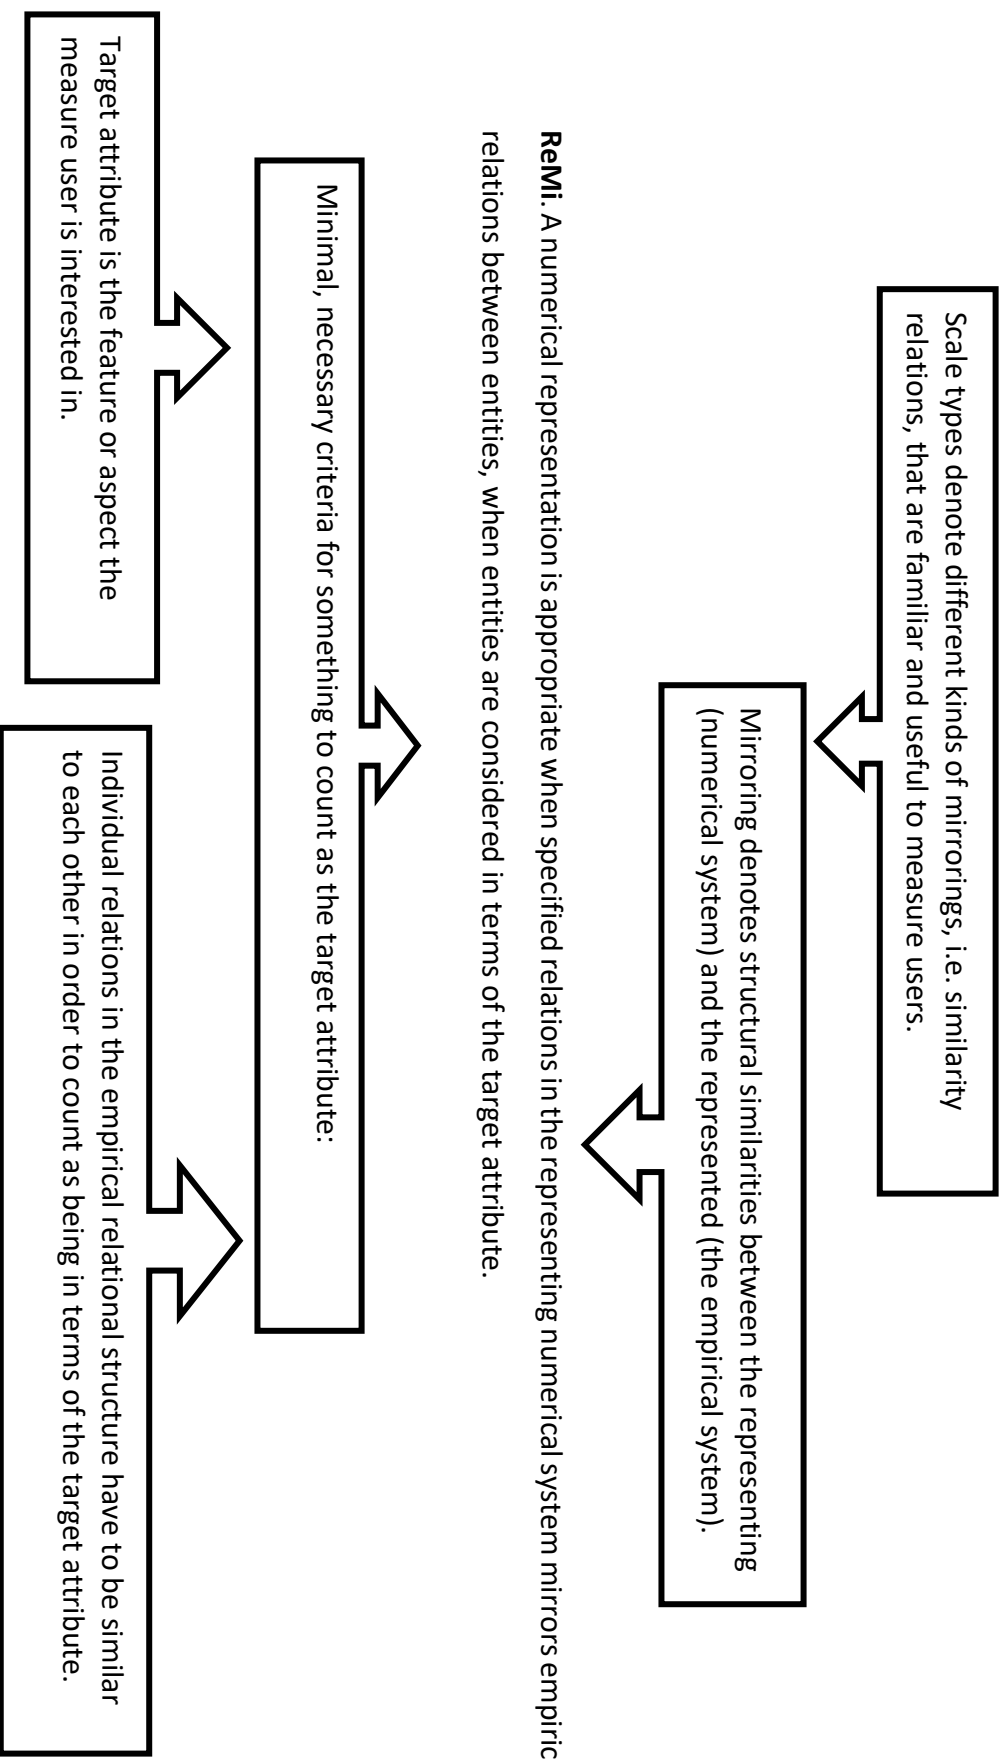 Scale types denote different kinds of mirrorings, i.e. similarity
relations, that are familiar and useful to measure users.
Mirroring denotes structural similarities between the representing
(numerical system) and the represented (the empirical system).
ReMi. A numerical representation is appropriate when specified relations in the representing numerical system mirrors empiric
relations between entities, when entities are considered in terms of the target attribute.
Minimal, necessary criteria for something to count as the target attribute:
Target attribute is the feature or aspect the
measure user is interested in.
Individual relations in the empirical relational structure have to be similar
to each other in order to count as being in terms of the target attribute.